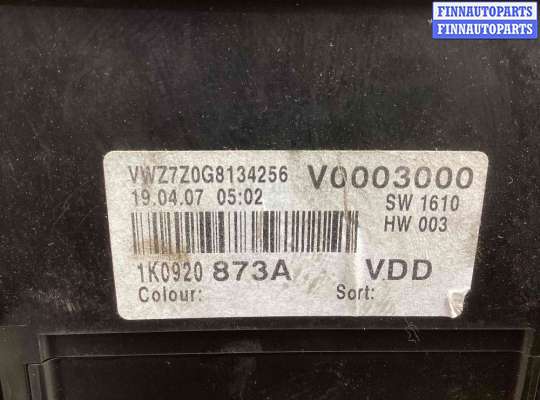 FINNAUTOPARTS
FINNAUTOPARTS
VWZ7Z0G8134256 V0003000
19.04.07 05:02 SW 1610
HW 003
1K0920 873A VDD
Colour: Sort: